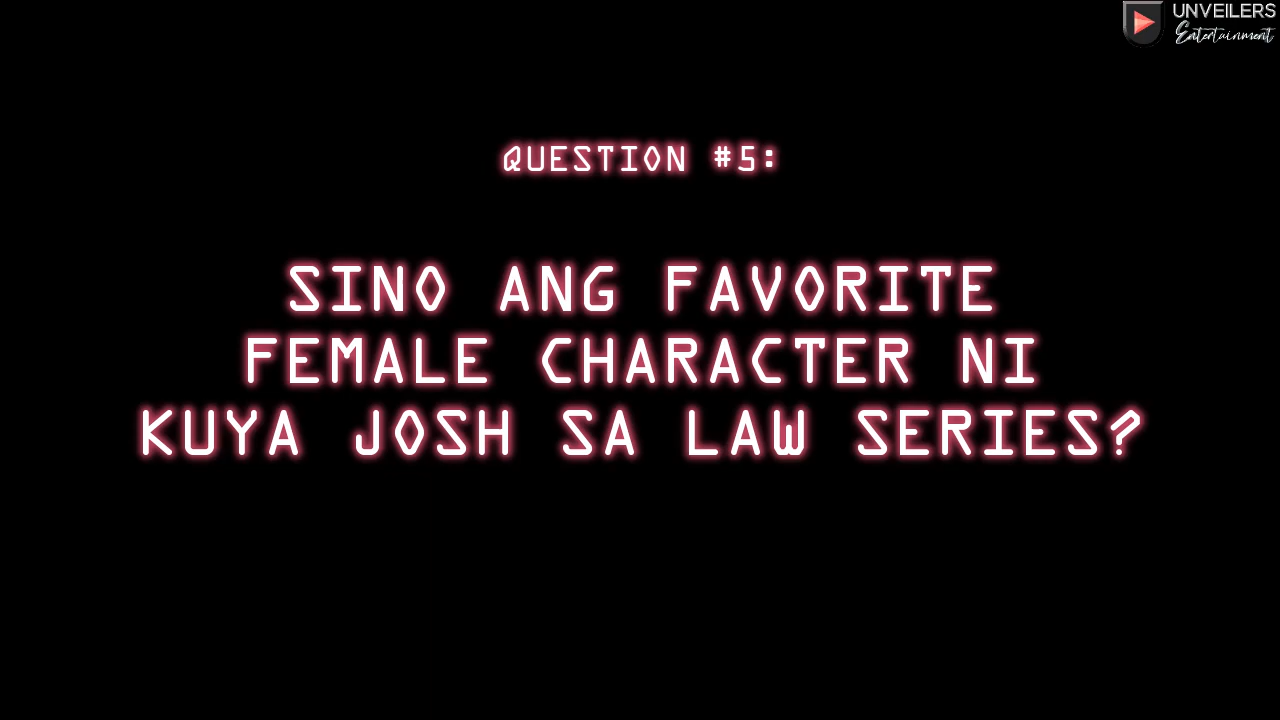 UNVEILERS
Entertainment
QUESTION #5:
SINO ANG FAVORITE
FEMALE CHARACTER NI
KUYA JOSH SA LAW SERIES?